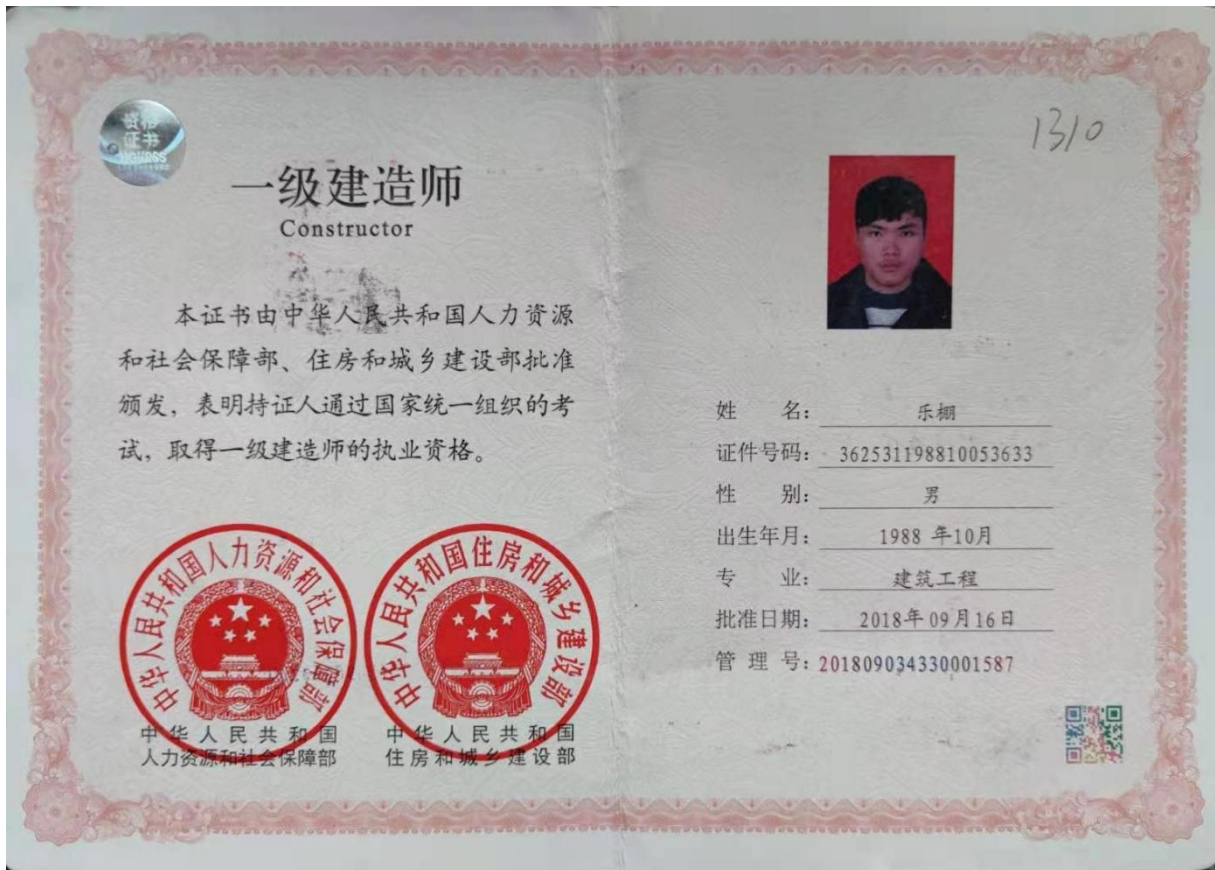 资格
证书
一级建造师
Constructor
本证书由中华人民共和国人力资源
和社会保障部、住房和城乡建设部批准
颁发，表明持证人通过国家统一组织的考
试，取得一级建造师的执业资格。
中华人民共和国人力资源和社会保障部
中华人民共和国住房和城乡建设部
中华人民共和国
人力资源和社会保障部
中华人民共和国
住房和城乡建设部
1310
姓名：乐棚
证件号码：362531198810053633
性别：男
出生年月：1988 年10月
专业：建筑工程
批准日期：2018年09月16日
管理号：201809034330001587